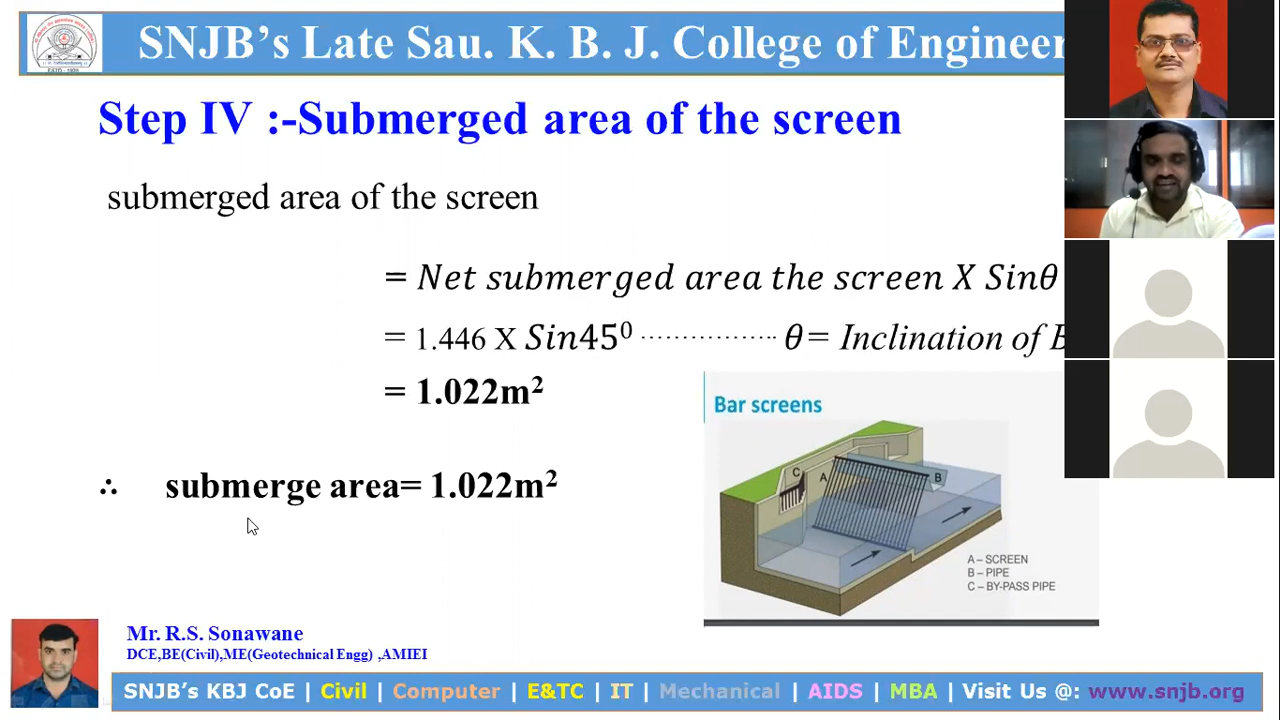 SNJB's Late Sau. K. B. J. College of Engineer
Step IV :-Submerged area of the screen
submerged area of the screen
= Net submerged area the screen X Sinθ
= 1.446 X Sin45⁰ ················ θ= Inclination of B
= 1.022m²
∴ submerge area= 1.022m²
Bar screens
C
A
B
A – SCREEN
B – PIPE
C – BY-PASS PIPE
Mr. R.S. Sonawane
DCE,BE(Civil),ME(Geotechnical Engg) ,AMIEI
SNJB's KBJ CoE | Civil | Computer | E&TC | IT | Mechanical | AIDS | MBA | Visit Us @: www.snjb.org